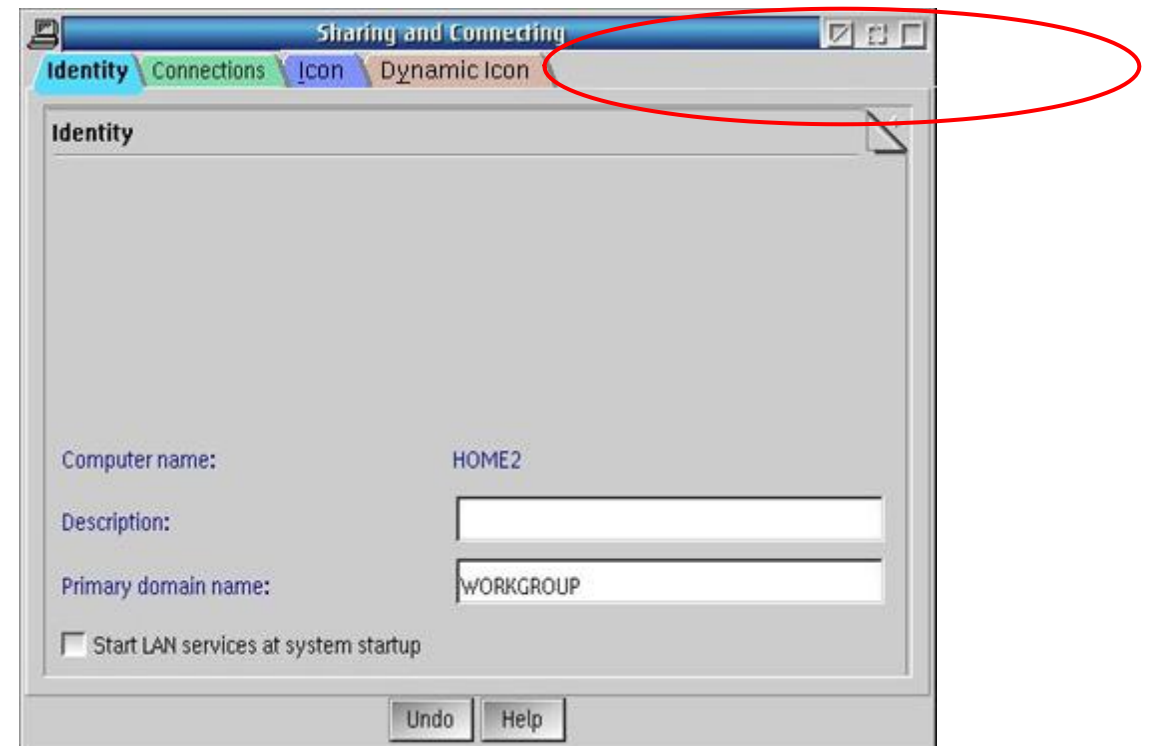 Sharing and Connecting
Identity Connections Icon Dynamic Icon
Identity
Computer name: HOME2
Description:
Primary domain name: WORKGROUP
Start LAN services at system startup
Undo Help